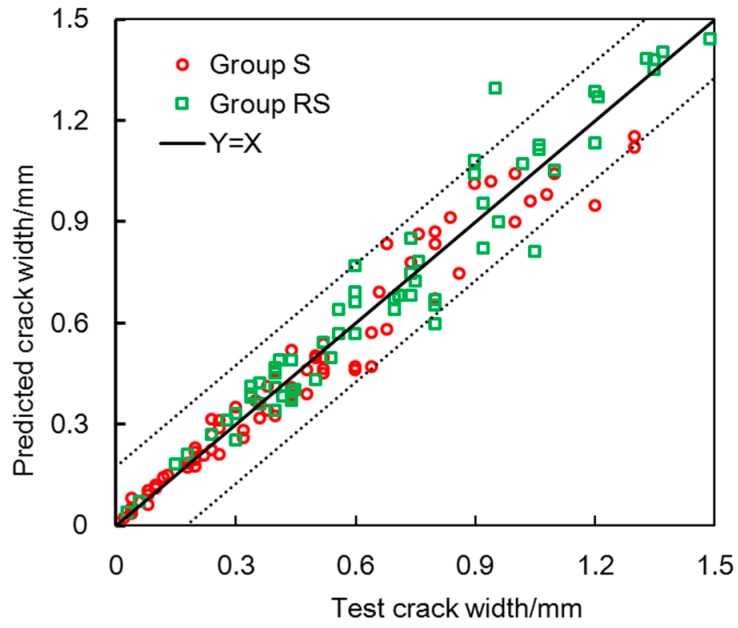 Predicted crack width/mm
1.5
1.2
0.9
0.6
0.3
0
Group S
Group RS
Y=X
0 0.3 0.6 0.9 1.2 1.5
Test crack width/mm